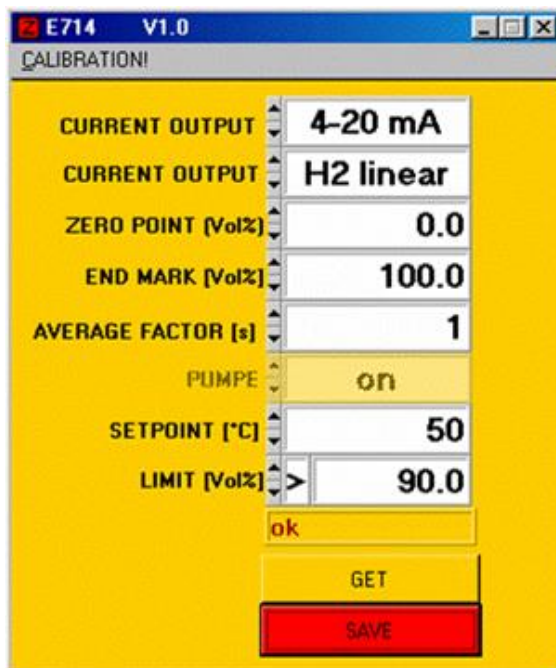 Z E714 V1.0
CALIBRATION!
CURRENT OUTPUT 4-20 mA
CURRENT OUTPUT H2 linear
ZERO POINT [Vol%] 0.0
END MARK [Vol%] 100.0
AVERAGE FACTOR [s] 1
PUMPE on
SETPOINT [°C] 50
LIMIT [Vol%] > 90.0
ok
GET
SAVE